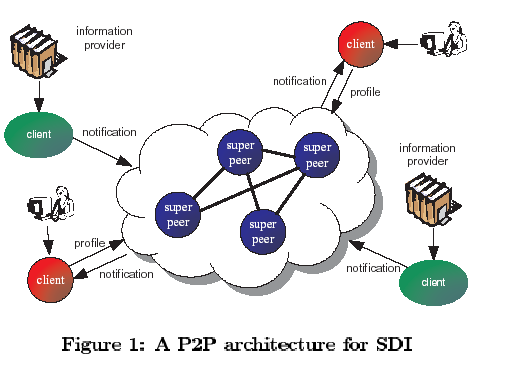 information
provider
client
notification
client
notification
profile
super
peer
super
peer
super
peer
super
peer
information
provider
profile
notification
client
notification
client
Figure 1: A P2P architecture for SDI